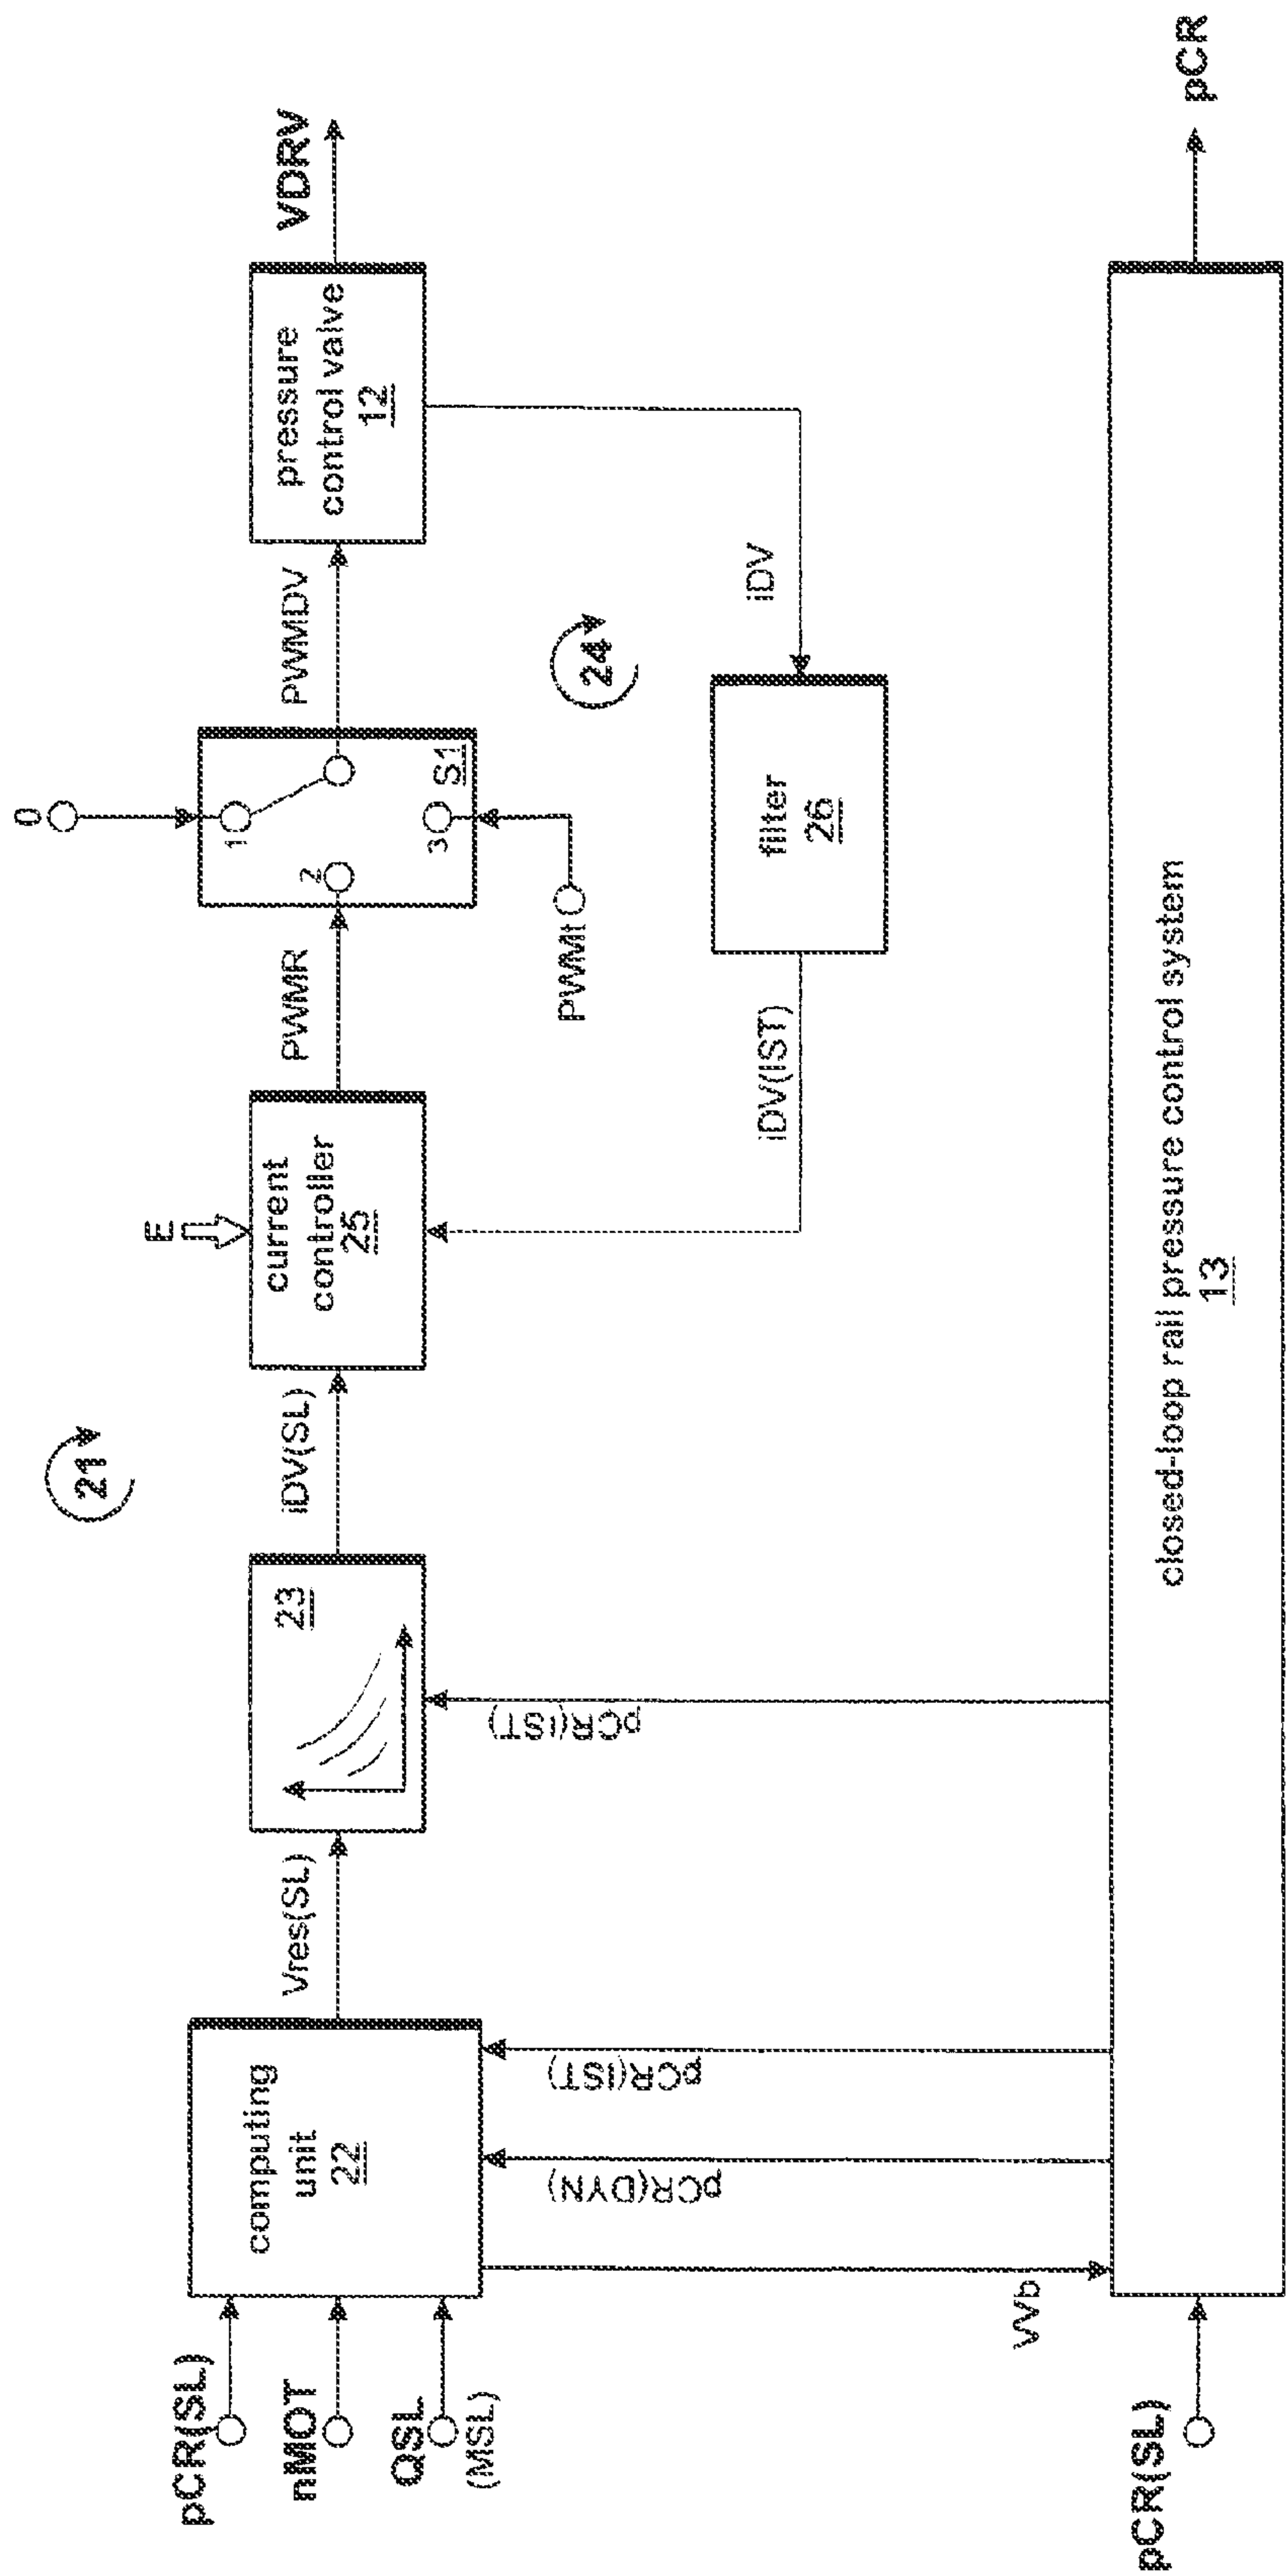 21
pCR(SL)
nMOT
QSL
(MSL)
computing
unit
22
Vres(SL)
23
iDV(SL)
E
current
controller
25
PWMR
0
1
2
3
S1
PWMt
PWMDV
pressure
control valve
12
VDRV
24
iDV
filter
26
iDV(IST)
pCR(IST)
pCR(IST)
pCR(DYN)
VVb
pCR(SL)
closed-loop rail pressure control system
13
pCR